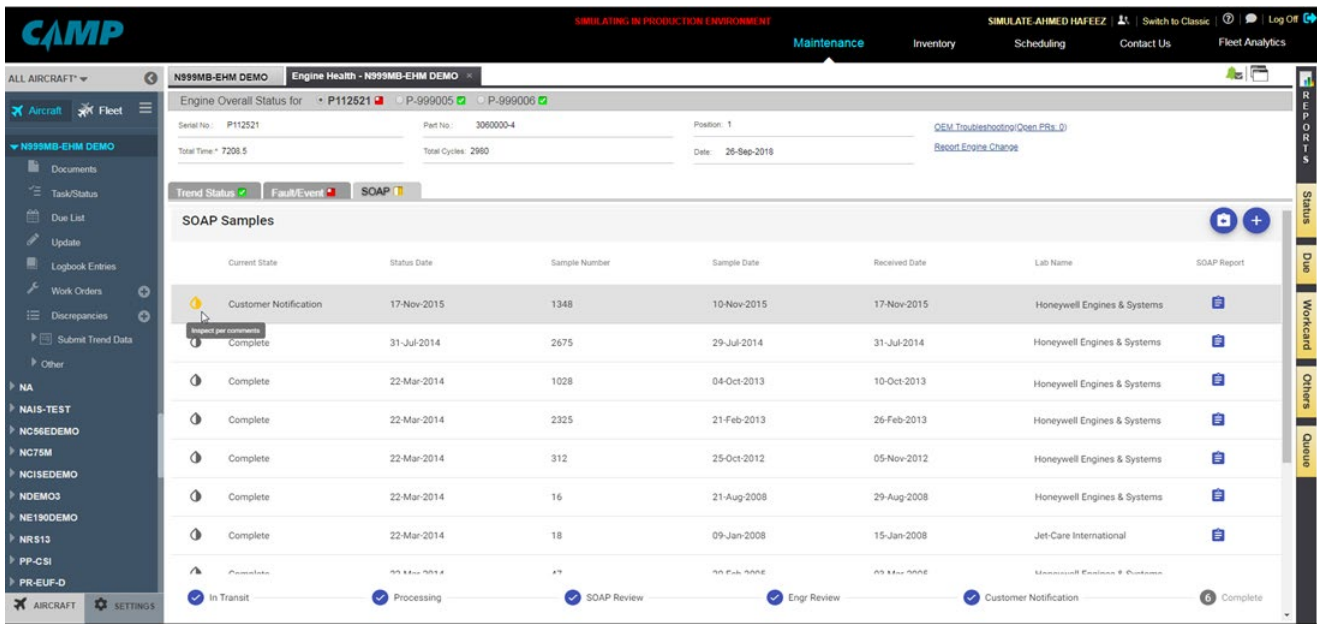 CAMP
SIMULATING IN PRODUCTION ENVIRONMENT
SIMULATE-AHMED HAFEEZ | Switch to Classic | Log Off
Maintenance Inventory Scheduling Contact Us Fleet Analytics
ALL AIRCRAFT*
Aircraft Fleet
N999MB-EHM DEMO
Documents
Task/Status
Due List
Update
Logbook Entries
Work Orders
Discrepancies
Submit Trend Data
Other
NA
NAIS-TEST
NC56EDEMO
NC75M
NCISEDEMO
NDEMO3
NE190DEMO
NRS13
PP-CSI
PR-EUF-D
AIRCRAFT SETTINGS
N999MB-EHM DEMO Engine Health - N999MB-EHM DEMO ×
Engine Overall Status for P112521 P-999005 P-999006
Serial No.: P112521 Part No.: 3060000-4 Position: 1 OEM Troubleshooting(Open PRs: 0)
Total Time:* 7208.5 Total Cycles: 2980 Date: 26-Sep-2018 Report Engine Change
Trend Status Fault/Event SOAP
SOAP Samples
Current State Status Date Sample Number Sample Date Received Date Lab Name SOAP Report
Customer Notification 17-Nov-2015 1348 10-Nov-2015 17-Nov-2015 Honeywell Engines & Systems
Inspect per comments
Complete 31-Jul-2014 2675 29-Jul-2014 31-Jul-2014 Honeywell Engines & Systems
Complete 22-Mar-2014 1028 04-Oct-2013 10-Oct-2013 Honeywell Engines & Systems
Complete 22-Mar-2014 2325 21-Feb-2013 26-Feb-2013 Honeywell Engines & Systems
Complete 22-Mar-2014 312 25-Oct-2012 05-Nov-2012 Honeywell Engines & Systems
Complete 22-Mar-2014 16 21-Aug-2008 29-Aug-2008 Honeywell Engines & Systems
Complete 22-Mar-2014 18 09-Jan-2008 15-Jan-2008 Jet-Care International
Complete 22-Mar-2014 47 Honeywell Engines & Systems
In Transit Processing SOAP Review Engr Review Customer Notification 6 Complete
REPORTS
Status
Due
Workcard
Others
Queue